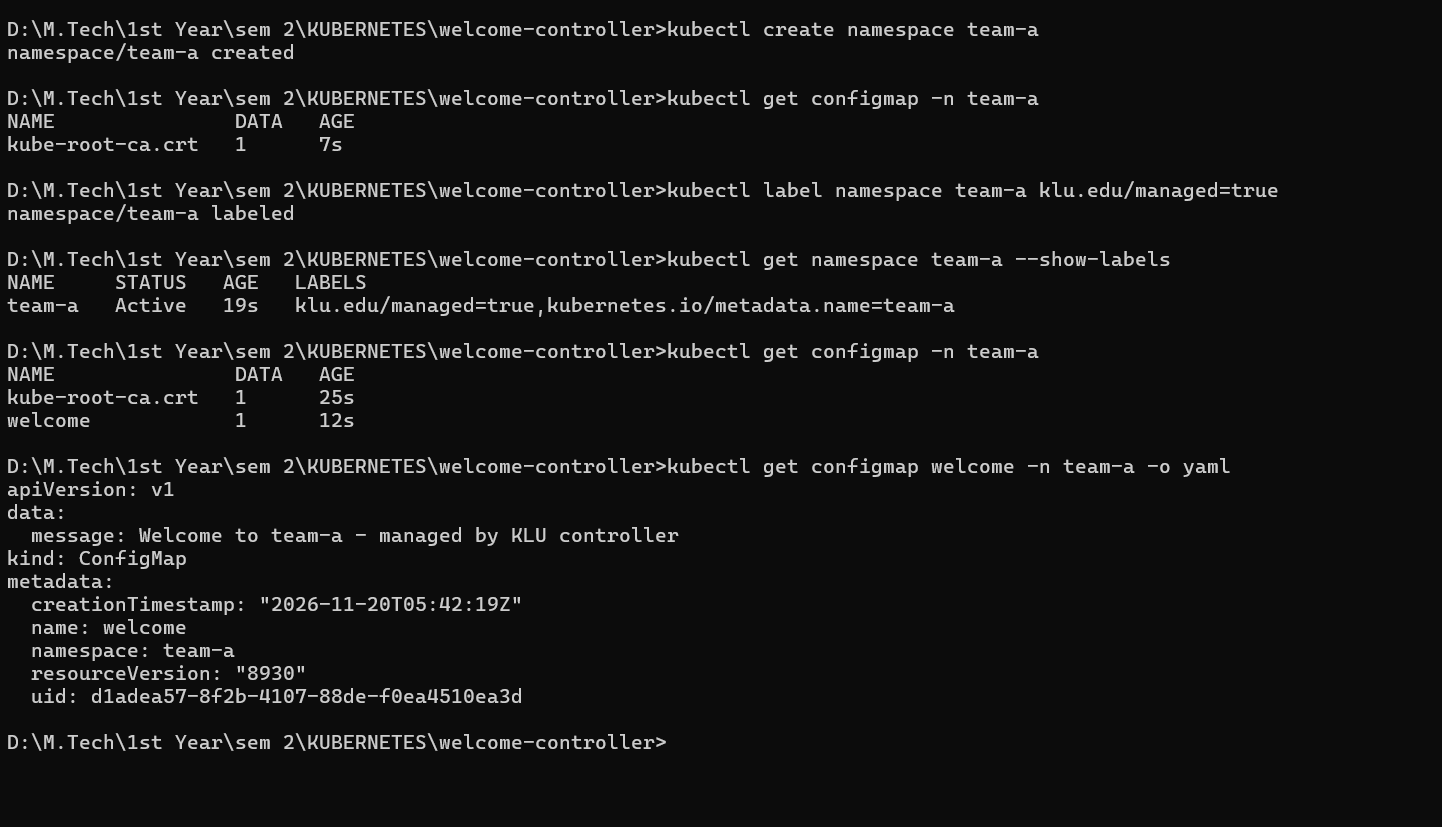 D:\M.Tech\1st Year\sem 2\KUBERNETES\welcome-controller>kubectl create namespace team-a
namespace/team-a created

D:\M.Tech\1st Year\sem 2\KUBERNETES\welcome-controller>kubectl get configmap -n team-a
NAME               DATA   AGE
kube-root-ca.crt   1      7s

D:\M.Tech\1st Year\sem 2\KUBERNETES\welcome-controller>kubectl label namespace team-a klu.edu/managed=true
namespace/team-a labeled

D:\M.Tech\1st Year\sem 2\KUBERNETES\welcome-controller>kubectl get namespace team-a --show-labels
NAME     STATUS   AGE   LABELS
team-a   Active   19s   klu.edu/managed=true,kubernetes.io/metadata.name=team-a

D:\M.Tech\1st Year\sem 2\KUBERNETES\welcome-controller>kubectl get configmap -n team-a
NAME               DATA   AGE
kube-root-ca.crt   1      25s
welcome            1      12s

D:\M.Tech\1st Year\sem 2\KUBERNETES\welcome-controller>kubectl get configmap welcome -n team-a -o yaml
apiVersion: v1
data:
  message: Welcome to team-a - managed by KLU controller
kind: ConfigMap
metadata:
  creationTimestamp: "2026-11-20T05:42:19Z"
  name: welcome
  namespace: team-a
  resourceVersion: "8930"
  uid: d1adea57-8f2b-4107-88de-f0ea4510ea3d

D:\M.Tech\1st Year\sem 2\KUBERNETES\welcome-controller>